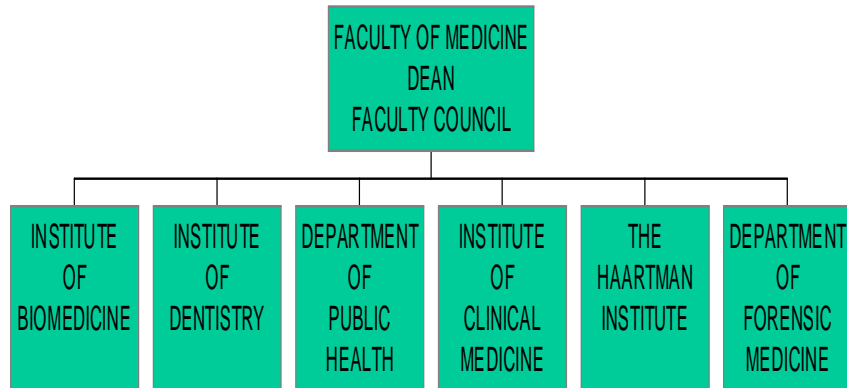 FACULTY OF MEDICINE
DEAN
FACULTY COUNCIL
INSTITUTE
OF
BIOMEDICINE
INSTITUTE
OF
DENTISTRY
DEPARTMENT
OF
PUBLIC
HEALTH
INSTITUTE
OF
CLINICAL
MEDICINE
THE
HAARTMAN
INSTITUTE
DEPARTMENT
OF
FORENSIC
MEDICINE